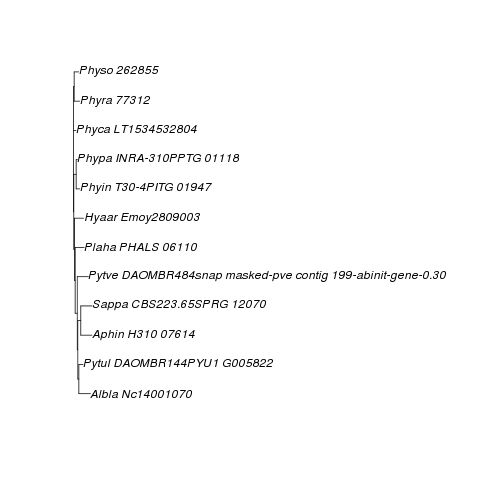 Physo 262855
Phyra 77312
Phyca LT1534532804
Phypa INRA-310PPTG 01118
Phyin T30-4PITG 01947
Hyaar Emoy2809003
Plaha PHALS 06110
Pytve DAOMBR484snap masked-pve contig 199-abinit-gene-0.30
Sappa CBS223.65SPRG 12070
Aphin H310 07614
Pytul DAOMBR144PYU1 G005822
Albla Nc14001070